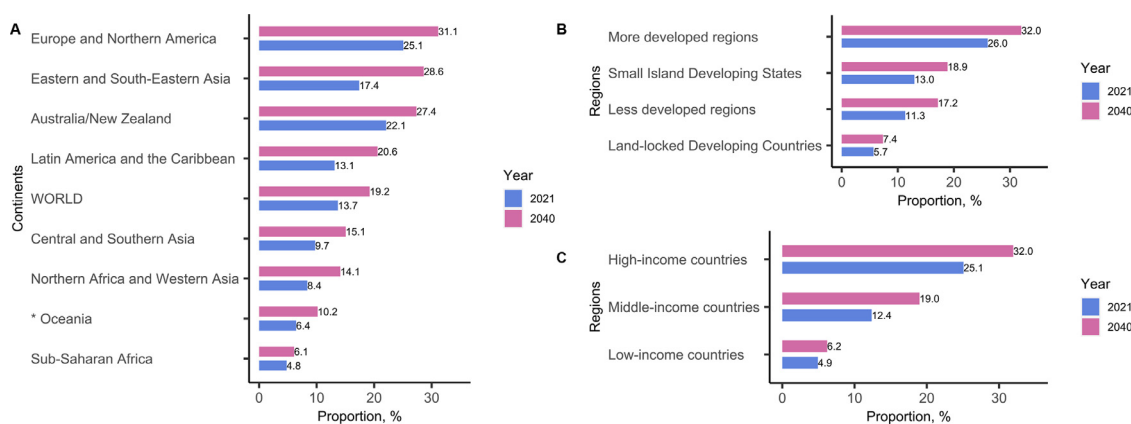 A
Continents
Europe and Northern America
31.1
25.1
Eastern and South-Eastern Asia
28.6
17.4
Australia/New Zealand
27.4
22.1
Latin America and the Caribbean
20.6
13.1
WORLD
19.2
13.7
Central and Southern Asia
15.1
9.7
Northern Africa and Western Asia
14.1
8.4
* Oceania
10.2
6.4
Sub-Saharan Africa
6.1
4.8
0 10 20 30
Proportion, %
Year
2021
2040
B
Regions
More developed regions
32.0
26.0
Small Island Developing States
18.9
13.0
Less developed regions
17.2
11.3
Land-locked Developing Countries
7.4
5.7
0 10 20 30
Proportion, %
Year
2021
2040
C
Regions
High-income countries
32.0
25.1
Middle-income countries
19.0
12.4
Low-income countries
6.2
4.9
0 10 20 30
Proportion, %
Year
2021
2040